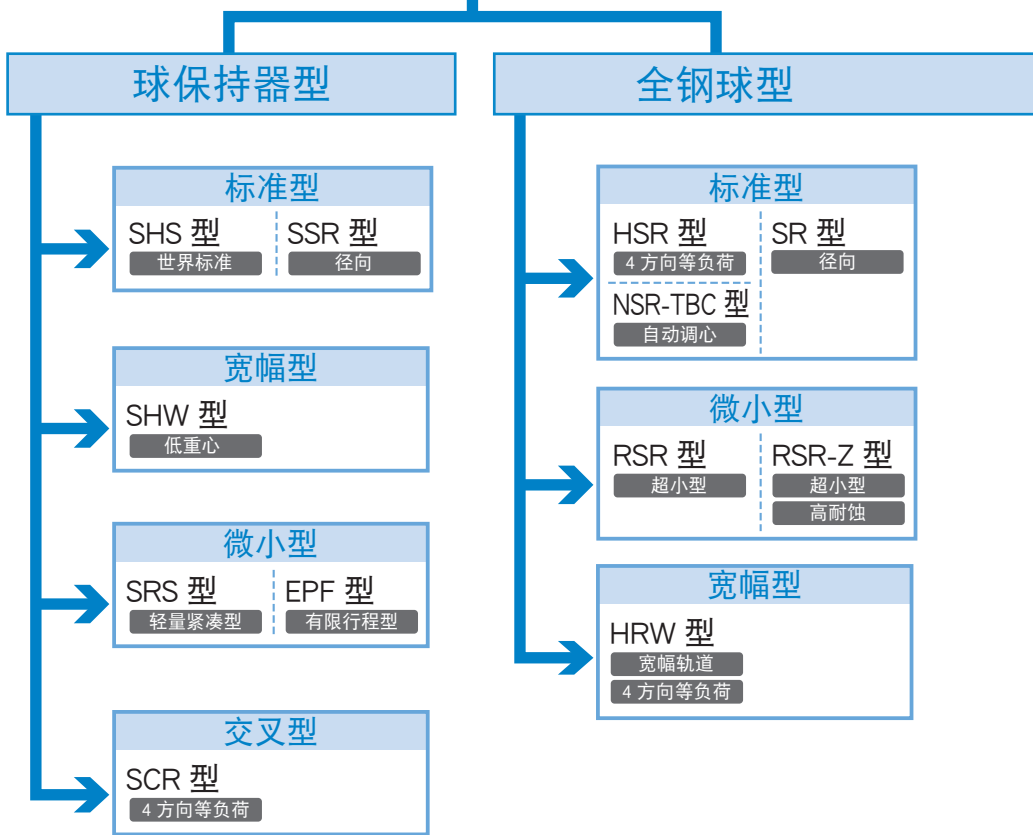 球保持器型
标准型
SHS 型
世界标准
SSR 型
径向
宽幅型
SHW 型
低重心
微小型
SRS 型
轻量紧凑型
EPF 型
有限行程型
交叉型
SCR 型
4 方向等负荷
全钢球型
标准型
HSR 型
4 方向等负荷
NSR-TBC 型
自动调心
SR 型
径向
微小型
RSR 型
超小型
RSR-Z 型
超小型
高耐蚀
宽幅型
HRW 型
宽幅轨道
4 方向等负荷